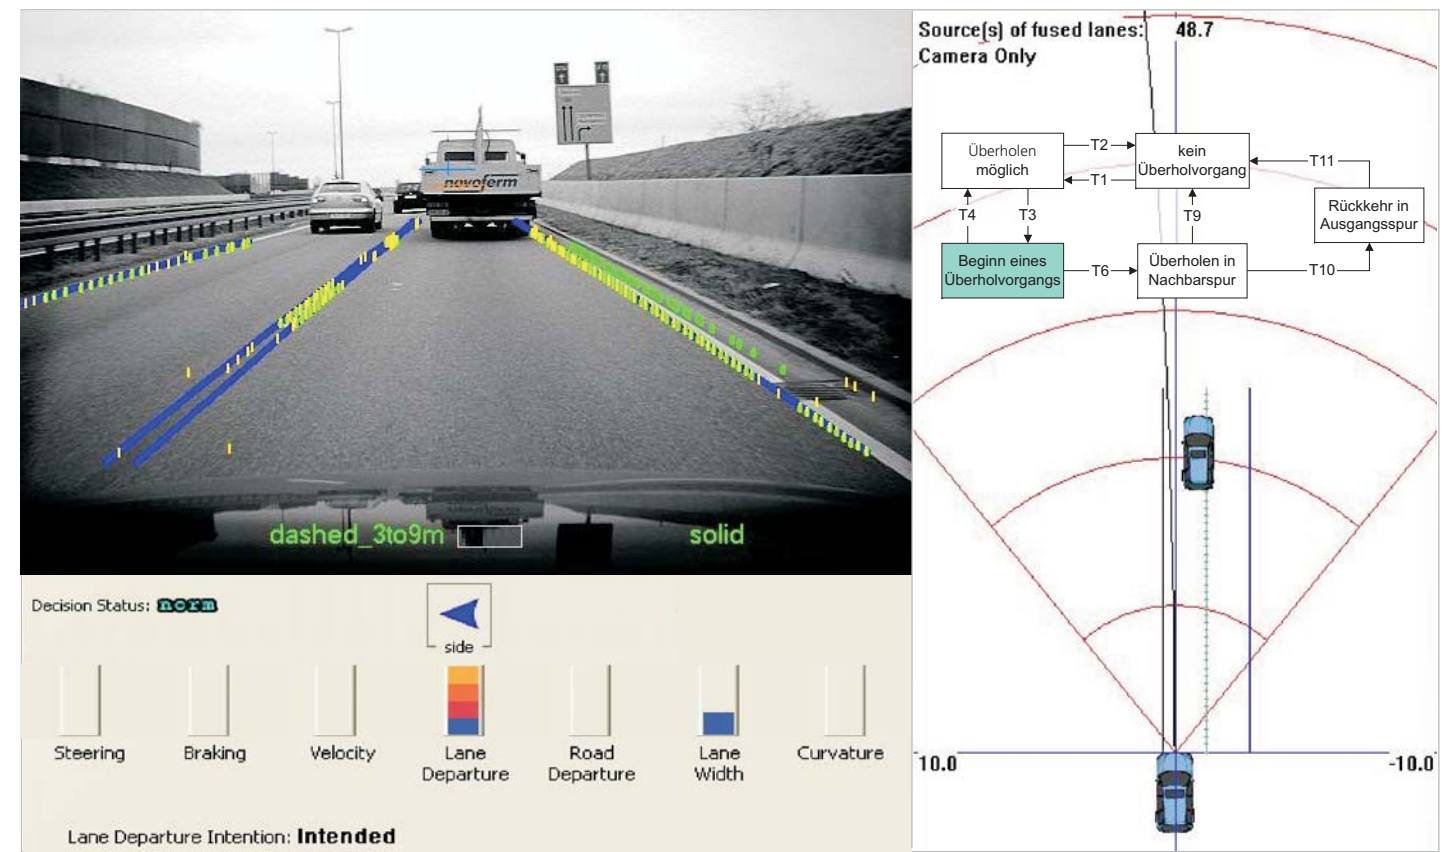 novoferm
dashed_3to9m
solid
Decision Status: norm
side
Steering
Braking
Velocity
Lane
Departure
Road
Departure
Lane
Width
Curvature
Lane Departure Intention: Intended
Source(s) of fused lanes: 48.7
Camera Only
Überholen
möglich
T2
T1
kein
Überholvorgang
T11
Rückkehr in
Ausgangsspur
T4
T3
T9
Beginn eines
Überholvorgangs
T6
Überholen in
Nachbarspur
T10
10.0
-10.0